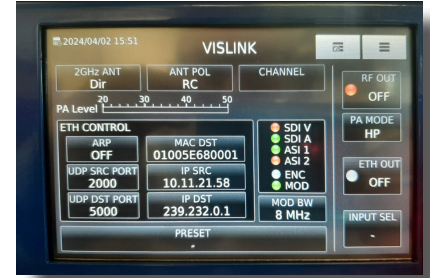 2024/04/02 15:51
VISLINK
2GHz ANT
Dir
ANT POL
RC
CHANNEL
RF OUT
OFF
PA Level
20 30 40 50
PA MODE
HP
ETH CONTROL
ARP
OFF
MAC DST
01005E680001
UDP SRC PORT
2000
IP SRC
10.11.21.58
UDP DST PORT
5000
IP DST
239.232.0.1
SDI V
SDI A
ASI 1
ASI 2
ENC
MOD
MOD BW
8 MHz
ETH OUT
OFF
PRESET
-
INPUT SEL
-